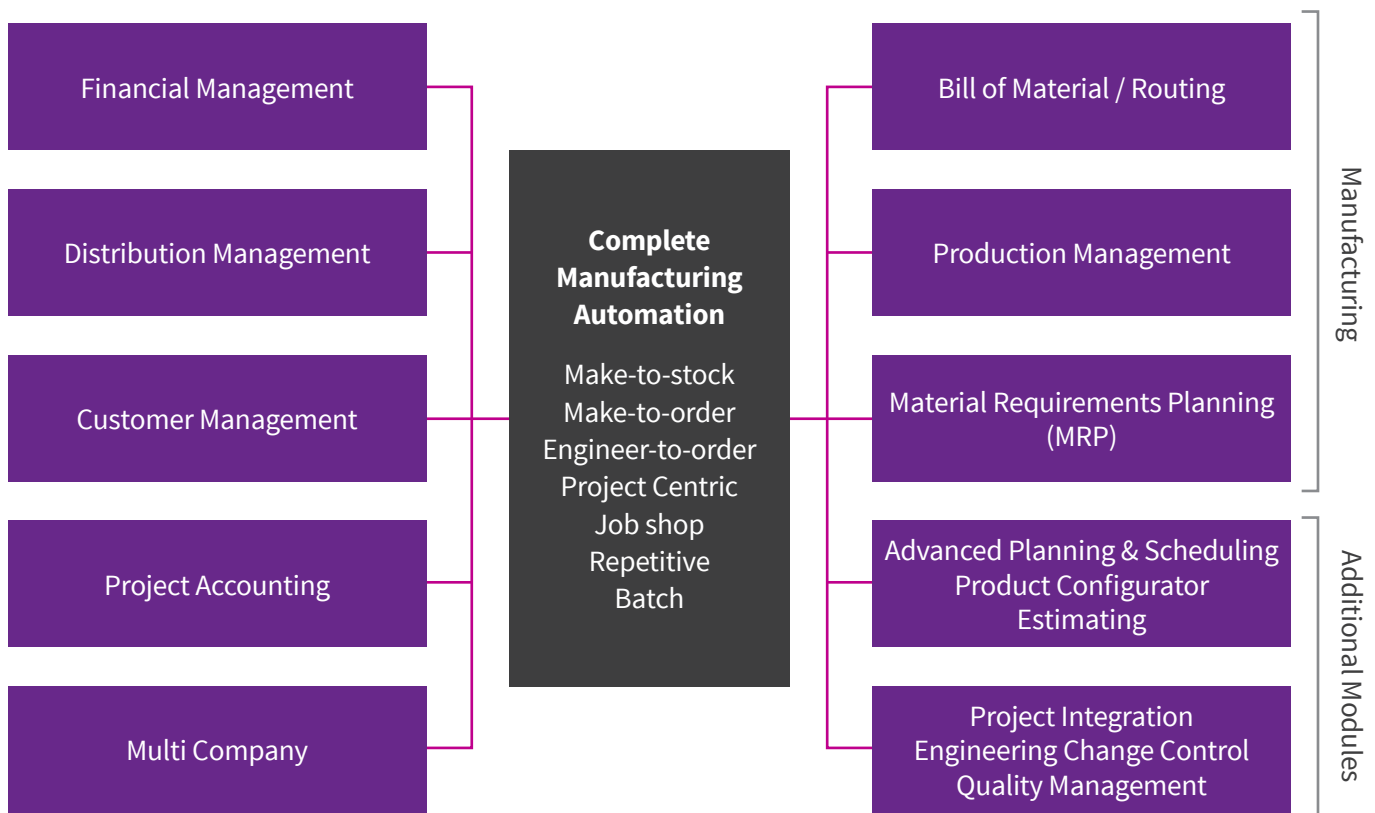 Financial Management
Distribution Management
Customer Management
Project Accounting
Multi Company
Complete
Manufacturing
Automation
Make-to-stock
Make-to-order
Engineer-to-order
Project Centric
Job shop
Repetitive
Batch
Bill of Material / Routing
Production Management
Material Requirements Planning
(MRP)
Advanced Planning & Scheduling
Product Configurator
Estimating
Project Integration
Engineering Change Control
Quality Management
Manufacturing
Additional Modules